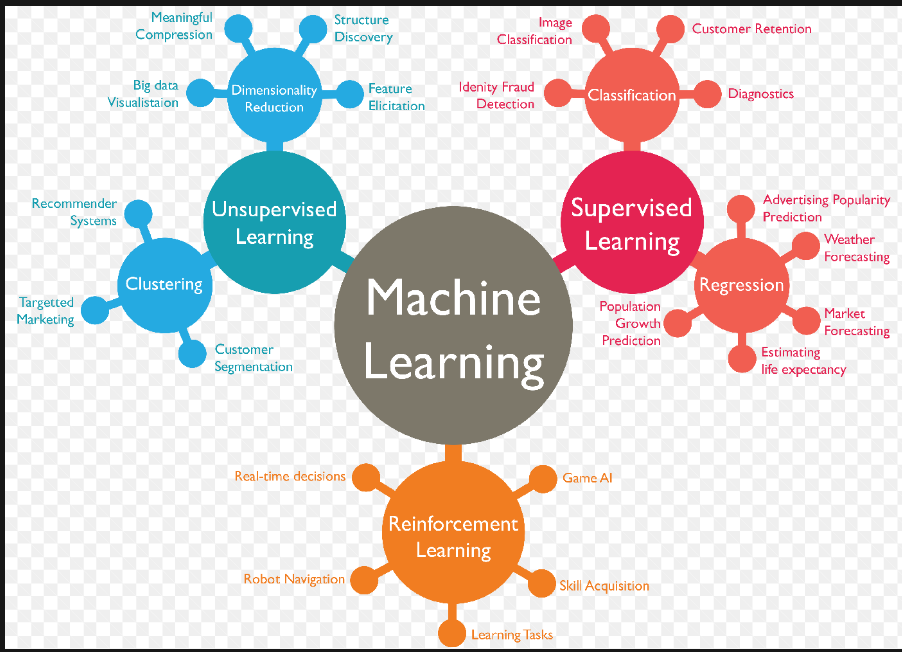 Meaningful
Compression
Structure
Discovery
Big data
Visualistaion
Dimensionality
Reduction
Feature
Elicitation
Recommender
Systems
Unsupervised
Learning
Clustering
Targetted
Marketing
Customer
Segmentation
Machine
Learning
Image
Classification
Customer Retention
Idenity Fraud
Detection
Classification
Diagnostics
Supervised
Learning
Advertising Popularity
Prediction
Weather
Forecasting
Regression
Population
Growth
Prediction
Market
Forecasting
Estimating
life expectancy
Real-time decisions
Game AI
Reinforcement
Learning
Robot Navigation
Skill Acquisition
Learning Tasks